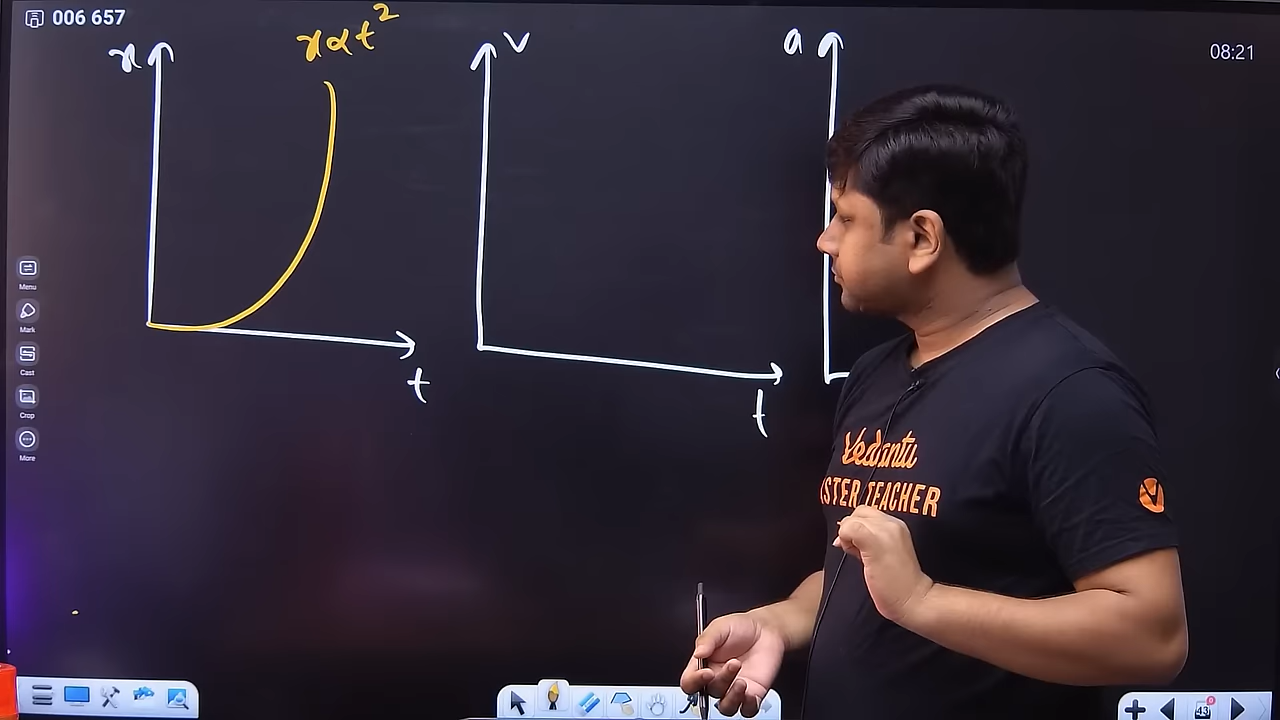 006 657
08:21
x
x α t²
v
a
t
t
Menu
Mark
Cast
Crop
More
Vedantu
STER TEACHER
43